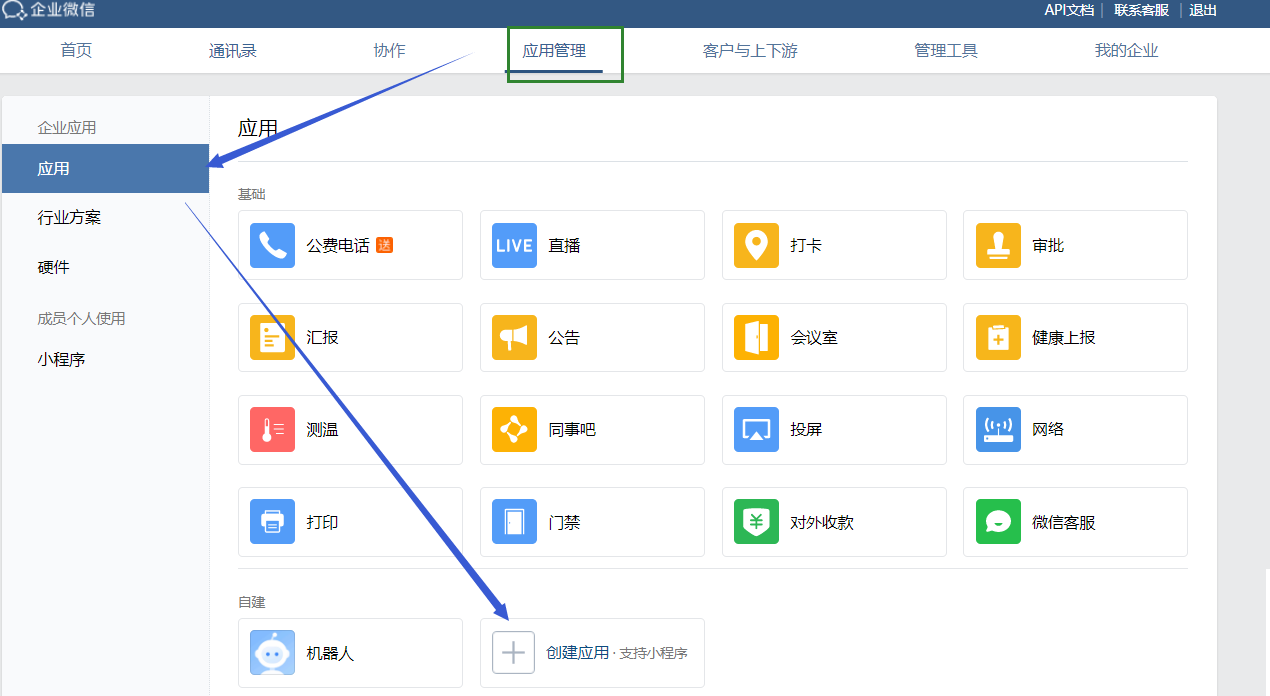 企业微信
API文档 | 联系客服 | 退出
首页 通讯录 协作 应用管理 客户与上下游 管理工具 我的企业
企业应用
应用
行业方案
硬件
成员个人使用
小程序
应用
基础
公费电话 送
LIVE 直播
打卡
审批
汇报
公告
会议室
健康上报
测温
同事吧
投屏
网络
打印
门禁
对外收款
微信客服
自建
机器人
创建应用 · 支持小程序